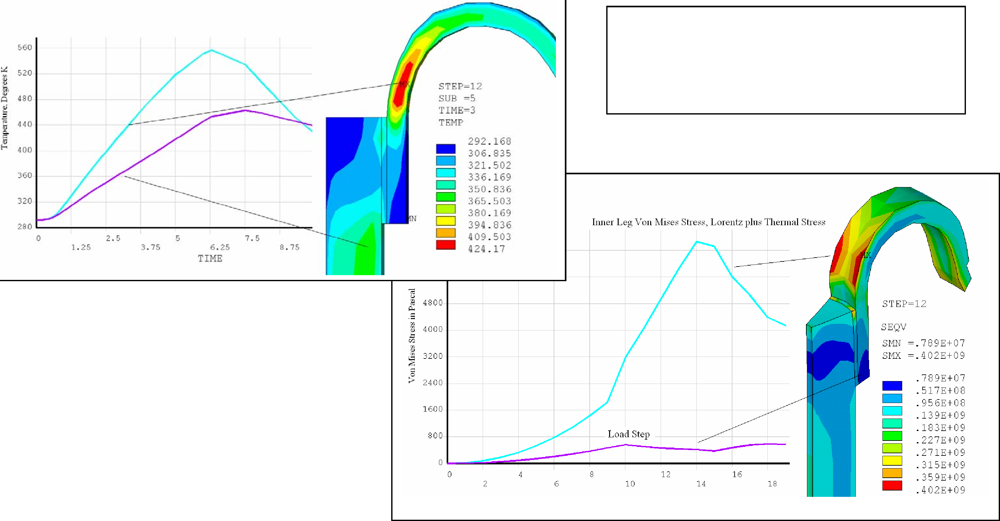 560
520
480
440
400
360
320
280
Temperature, Degrees K
0
2.5
5
7.5
1.25
3.75
6.25
8.75
TIME
MX
MN
STEP=12
SUB =5
TIME=3
TEMP
292.168
306.835
321.502
336.169
350.836
365.503
380.169
394.836
409.503
424.17
Inner Leg Von Mises Stress, Lorentz plus Thermal Stress
Von Mises Stress in Pascal
4800
4000
3200
2400
1600
800
0
Load Step
0
4
8
12
16
2
6
10
14
18
MX
STEP=12
SEQV
SMN =.789E+07
SMX =.402E+09
.789E+07
.517E+08
.956E+08
.139E+09
.183E+09
.227E+09
.271E+09
.315E+09
.359E+09
.402E+09